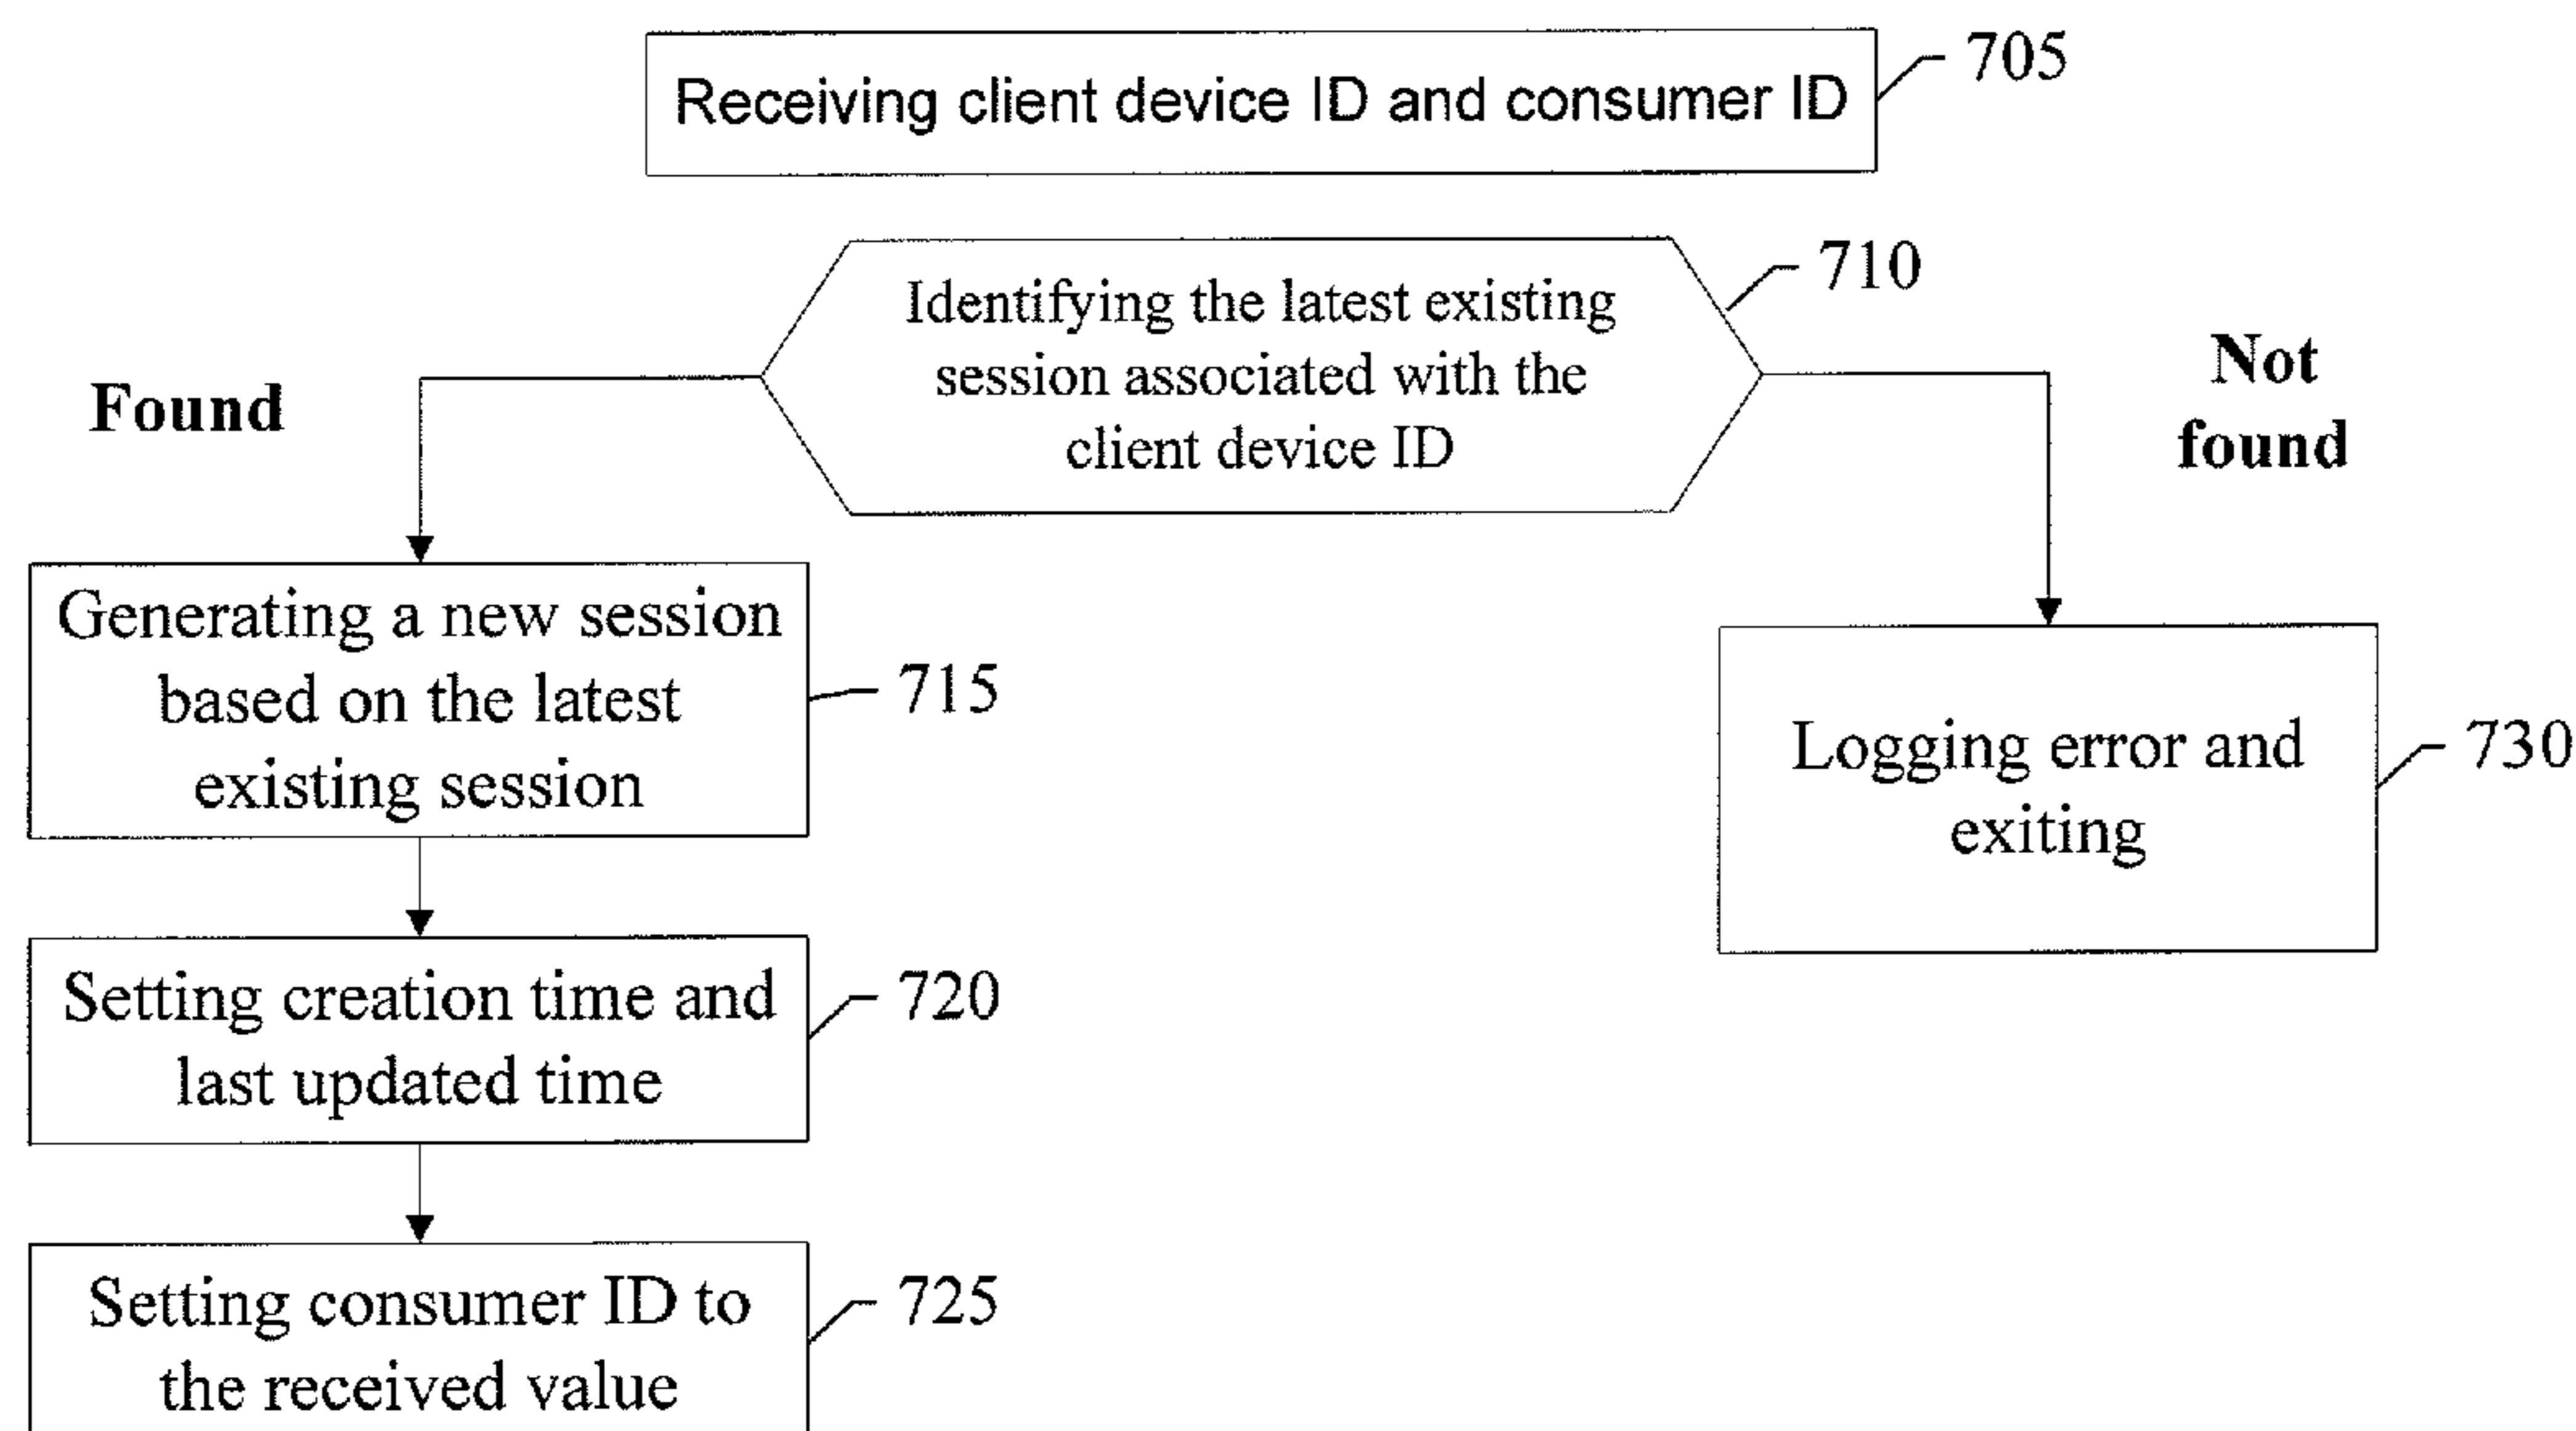 Receiving client device ID and consumer ID
705
Identifying the latest existing
session associated with the
client device ID
710
Found
Not
found
Generating a new session
based on the latest
existing session
715
Logging error and
exiting
730
Setting creation time and
last updated time
720
Setting consumer ID to
the received value
725